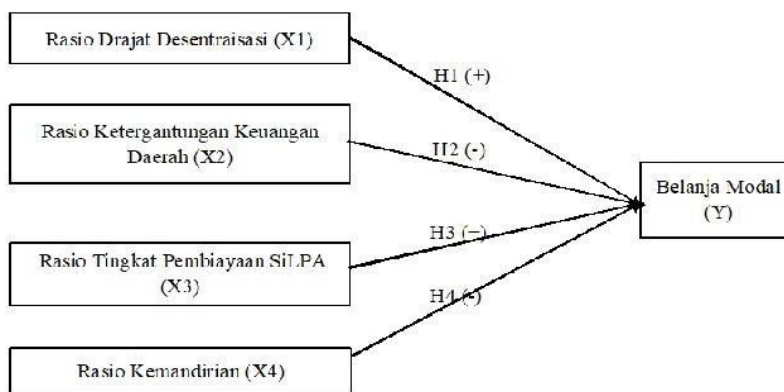 Rasio Drajat Desentraisasi (X1)
H1 (+)
Rasio Ketergantungan Keuangan
Daerah (X2)
H2 (-)
Belanja Modal
(Y)
H3 (+)
Rasio Tingkat Pembiayaan SiLPA
(X3)
H4 (-)
Rasio Kemandirian (X4)